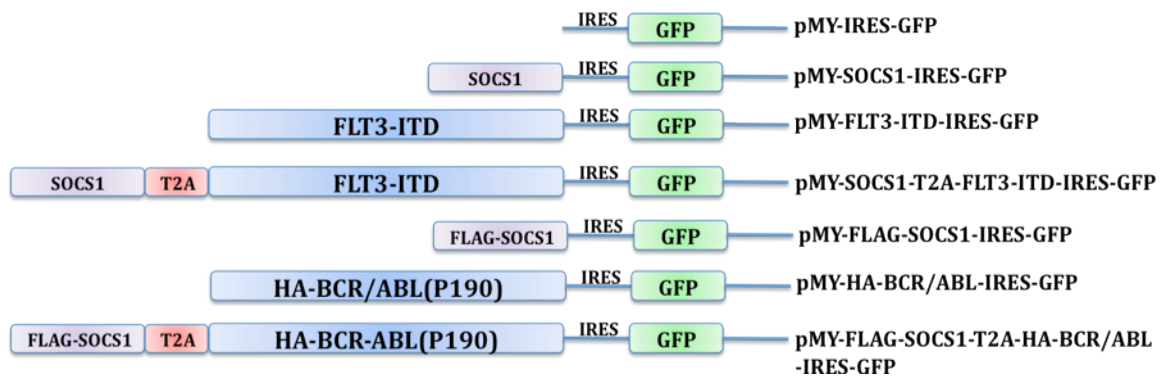 IRES GFP pMY-IRES-GFP
SOCS1 IRES GFP pMY-SOCS1-IRES-GFP
FLT3-ITD IRES GFP pMY-FLT3-ITD-IRES-GFP
SOCS1 T2A FLT3-ITD IRES GFP pMY-SOCS1-T2A-FLT3-ITD-IRES-GFP
FLAG-SOCS1 IRES GFP pMY-FLAG-SOCS1-IRES-GFP
HA-BCR/ABL(P190) IRES GFP pMY-HA-BCR/ABL-IRES-GFP
FLAG-SOCS1 T2A HA-BCR-ABL(P190) IRES GFP pMY-FLAG-SOCS1-T2A-HA-BCR/ABL
-IRES-GFP